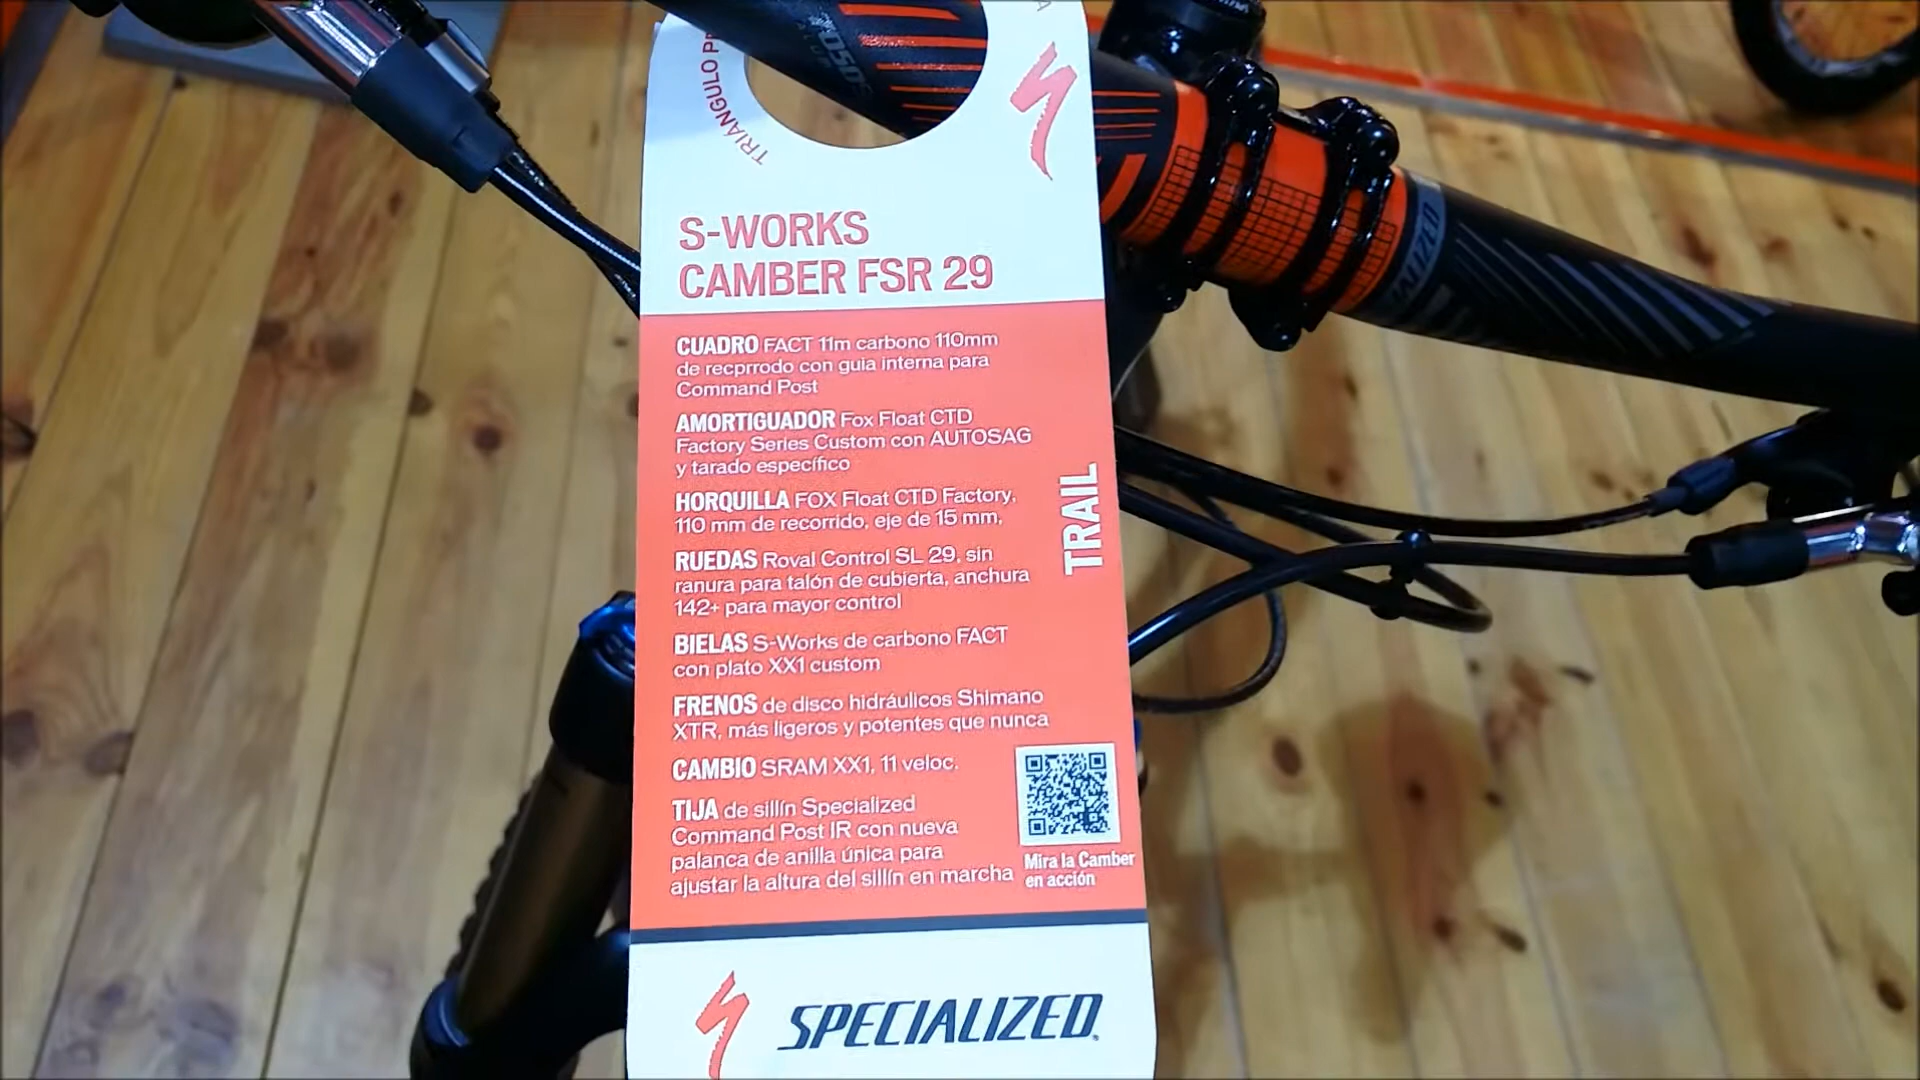 TRIÁNGULO
S-WORKS
CAMBER FSR 29
CUADRO FACT 11m carbono 110mm
de recprrodo con guia interna para
Command Post
AMORTIGUADOR Fox Float CTD
Factory Series Custom con AUTOSAG
y tarado específico
HORQUILLA FOX Float CTD Factory,
110 mm de recorrido, eje de 15 mm,
RUEDAS Roval Control SL 29, sin
ranura para talón de cubierta, anchura
142+ para mayor control
BIELAS S-Works de carbono FACT
con plato XX1 custom
FRENOS de disco hidráulicos Shimano
XTR, más ligeros y potentes que nunca
CAMBIO SRAM XX1, 11 veloc.
TIJA de sillín Specialized
Command Post IR con nueva
palanca de anilla única para
ajustar la altura del sillín en marcha
TRAIL
Mira la Camber
en acción
SPECIALIZED